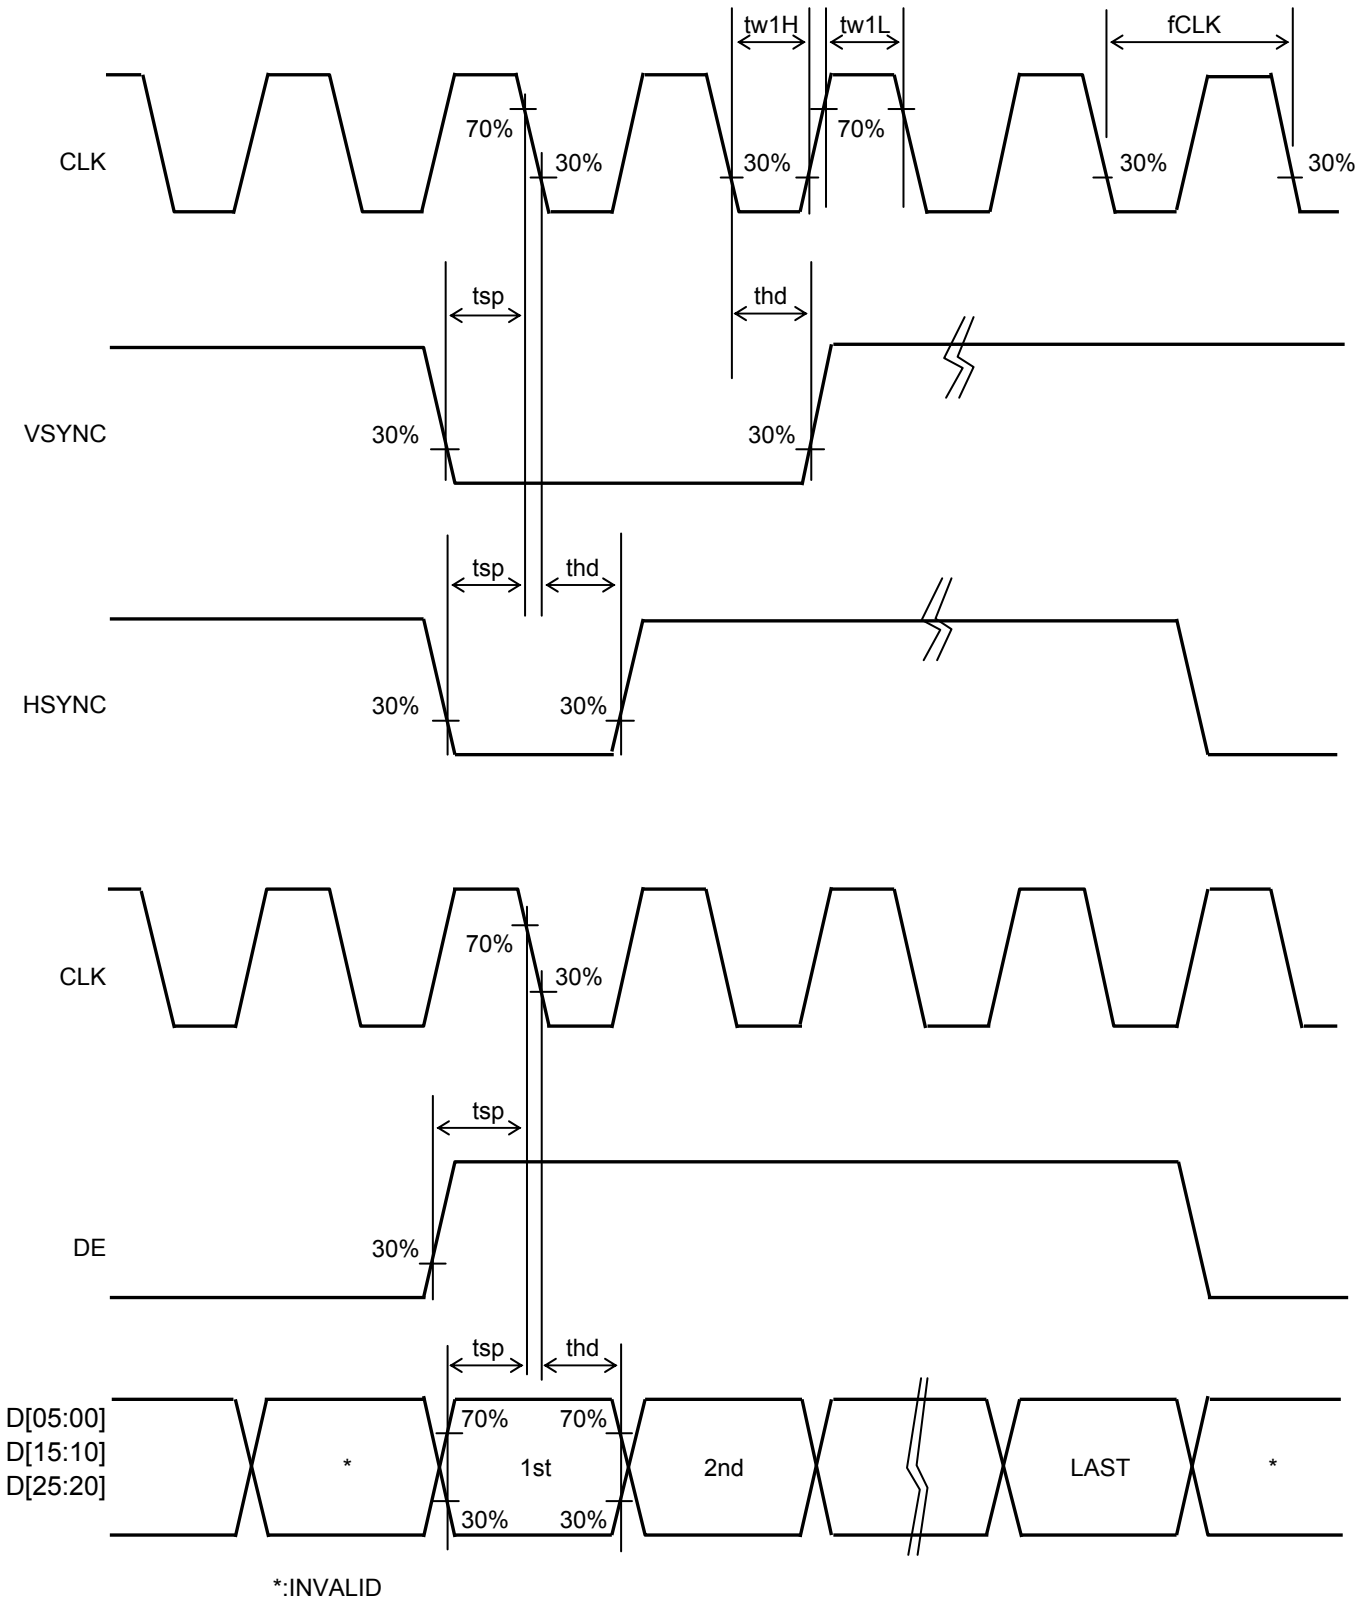 tw1H tw1L fCLK
70% 70%
CLK 30% 30% 30% 30%
tsp thd
VSYNC 30% 30%
tsp thd
HSYNC 30% 30%
70%
CLK 30%
tsp
DE 30%
tsp thd
D[05:00] 70% 70%
D[15:10] * 1st 2nd LAST *
D[25:20]
30% 30%
*:INVALID